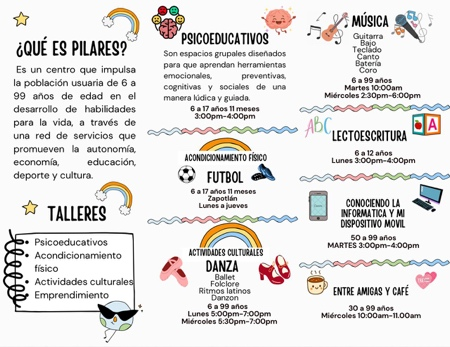 ¿QUÉ ES PILARES?
Es un centro que impulsa
la población usuaria de 6 a
99 años de edad en el
desarrollo de habilidades
para la vida, a través de
una red de servicios que
promueven la autonomía,
economía, educación,
deporte y cultura.
TALLERES
Psicoeducativos
Acondicionamiento
físico
Actividades culturales
Emprendimiento
PSICOEDUCATIVOS
Son espacios grupales diseñados
para que aprendan herramientas
emocionales, preventivas,
cognitivas y sociales de una
manera lúdica y guiada.
6 a 17 años 11 meses
3:00pm-4:00pm
ACONDICIONAMIENTO FÍSICO
FUTBOL
6 a 17 años 11 meses
Zapotlán
Lunes a jueves
ACTIVIDADES CULTURALES
DANZA
Ballet
Folclore
Ritmos latinos
Danzon
6 a 99 años
Lunes 5:00pm-7:00pm
Miércoles 5:30pm-7:00pm
MÚSICA
Guitarra
Bajo
Teclado
Canto
Batería
Coro
6 a 99 años
Martes 10:00am
Miércoles 2:30pm-6:00pm
ABC
LECTOESCRITURA
A
6 a 12 años
Lunes 3:00pm-4:00pm
CONOCIENDO LA
INFORMATICA Y MI
DISPOSITIVO MOVIL
50 a 99 años
MARTES 3:00pm-4:00pm
ENTRE AMIGAS Y CAFÉ
30 a 99 años
Miércoles 10:00am-11.00am